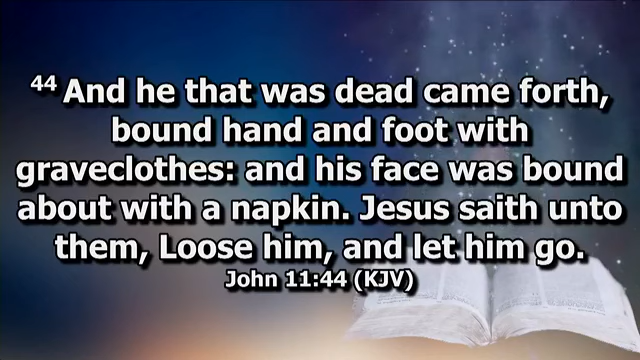 44 And he that was dead came forth,
bound hand and foot with
graveclothes: and his face was bound
about with a napkin. Jesus saith unto
them, Loose him, and let him go.
John 11:44 (KJV)